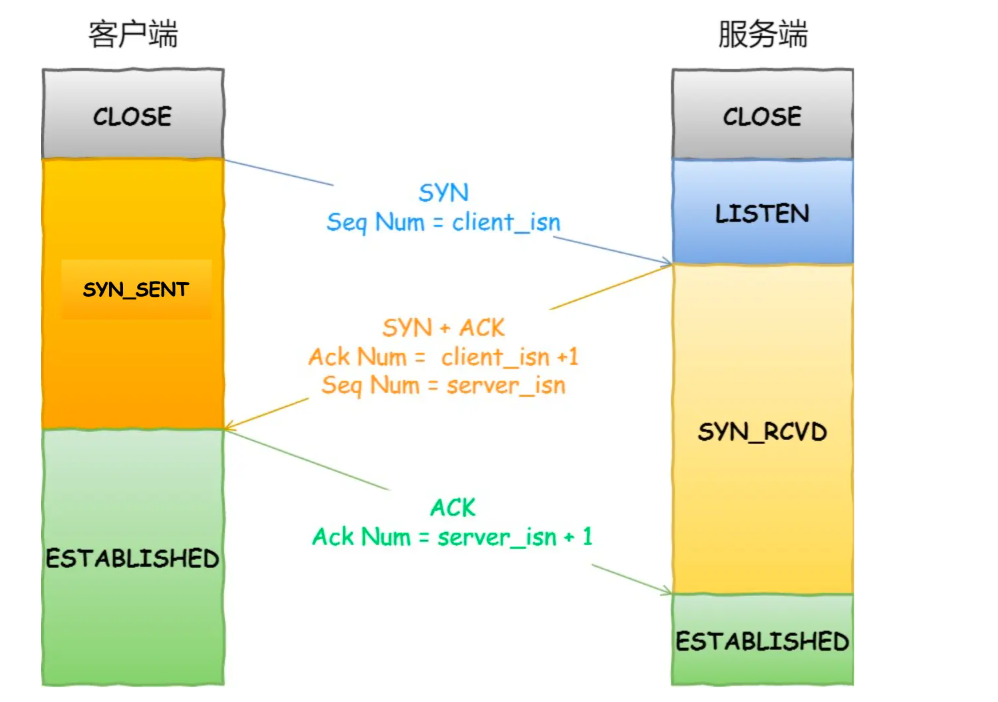 客户端
服务端
CLOSE
CLOSE
SYN
Seq Num = client_isn
LISTEN
SYN_SENT
SYN + ACK
Ack Num = client_isn +1
Seq Num = server_isn
SYN_RCVD
ACK
Ack Num = server_isn + 1
ESTABLISHED
ESTABLISHED